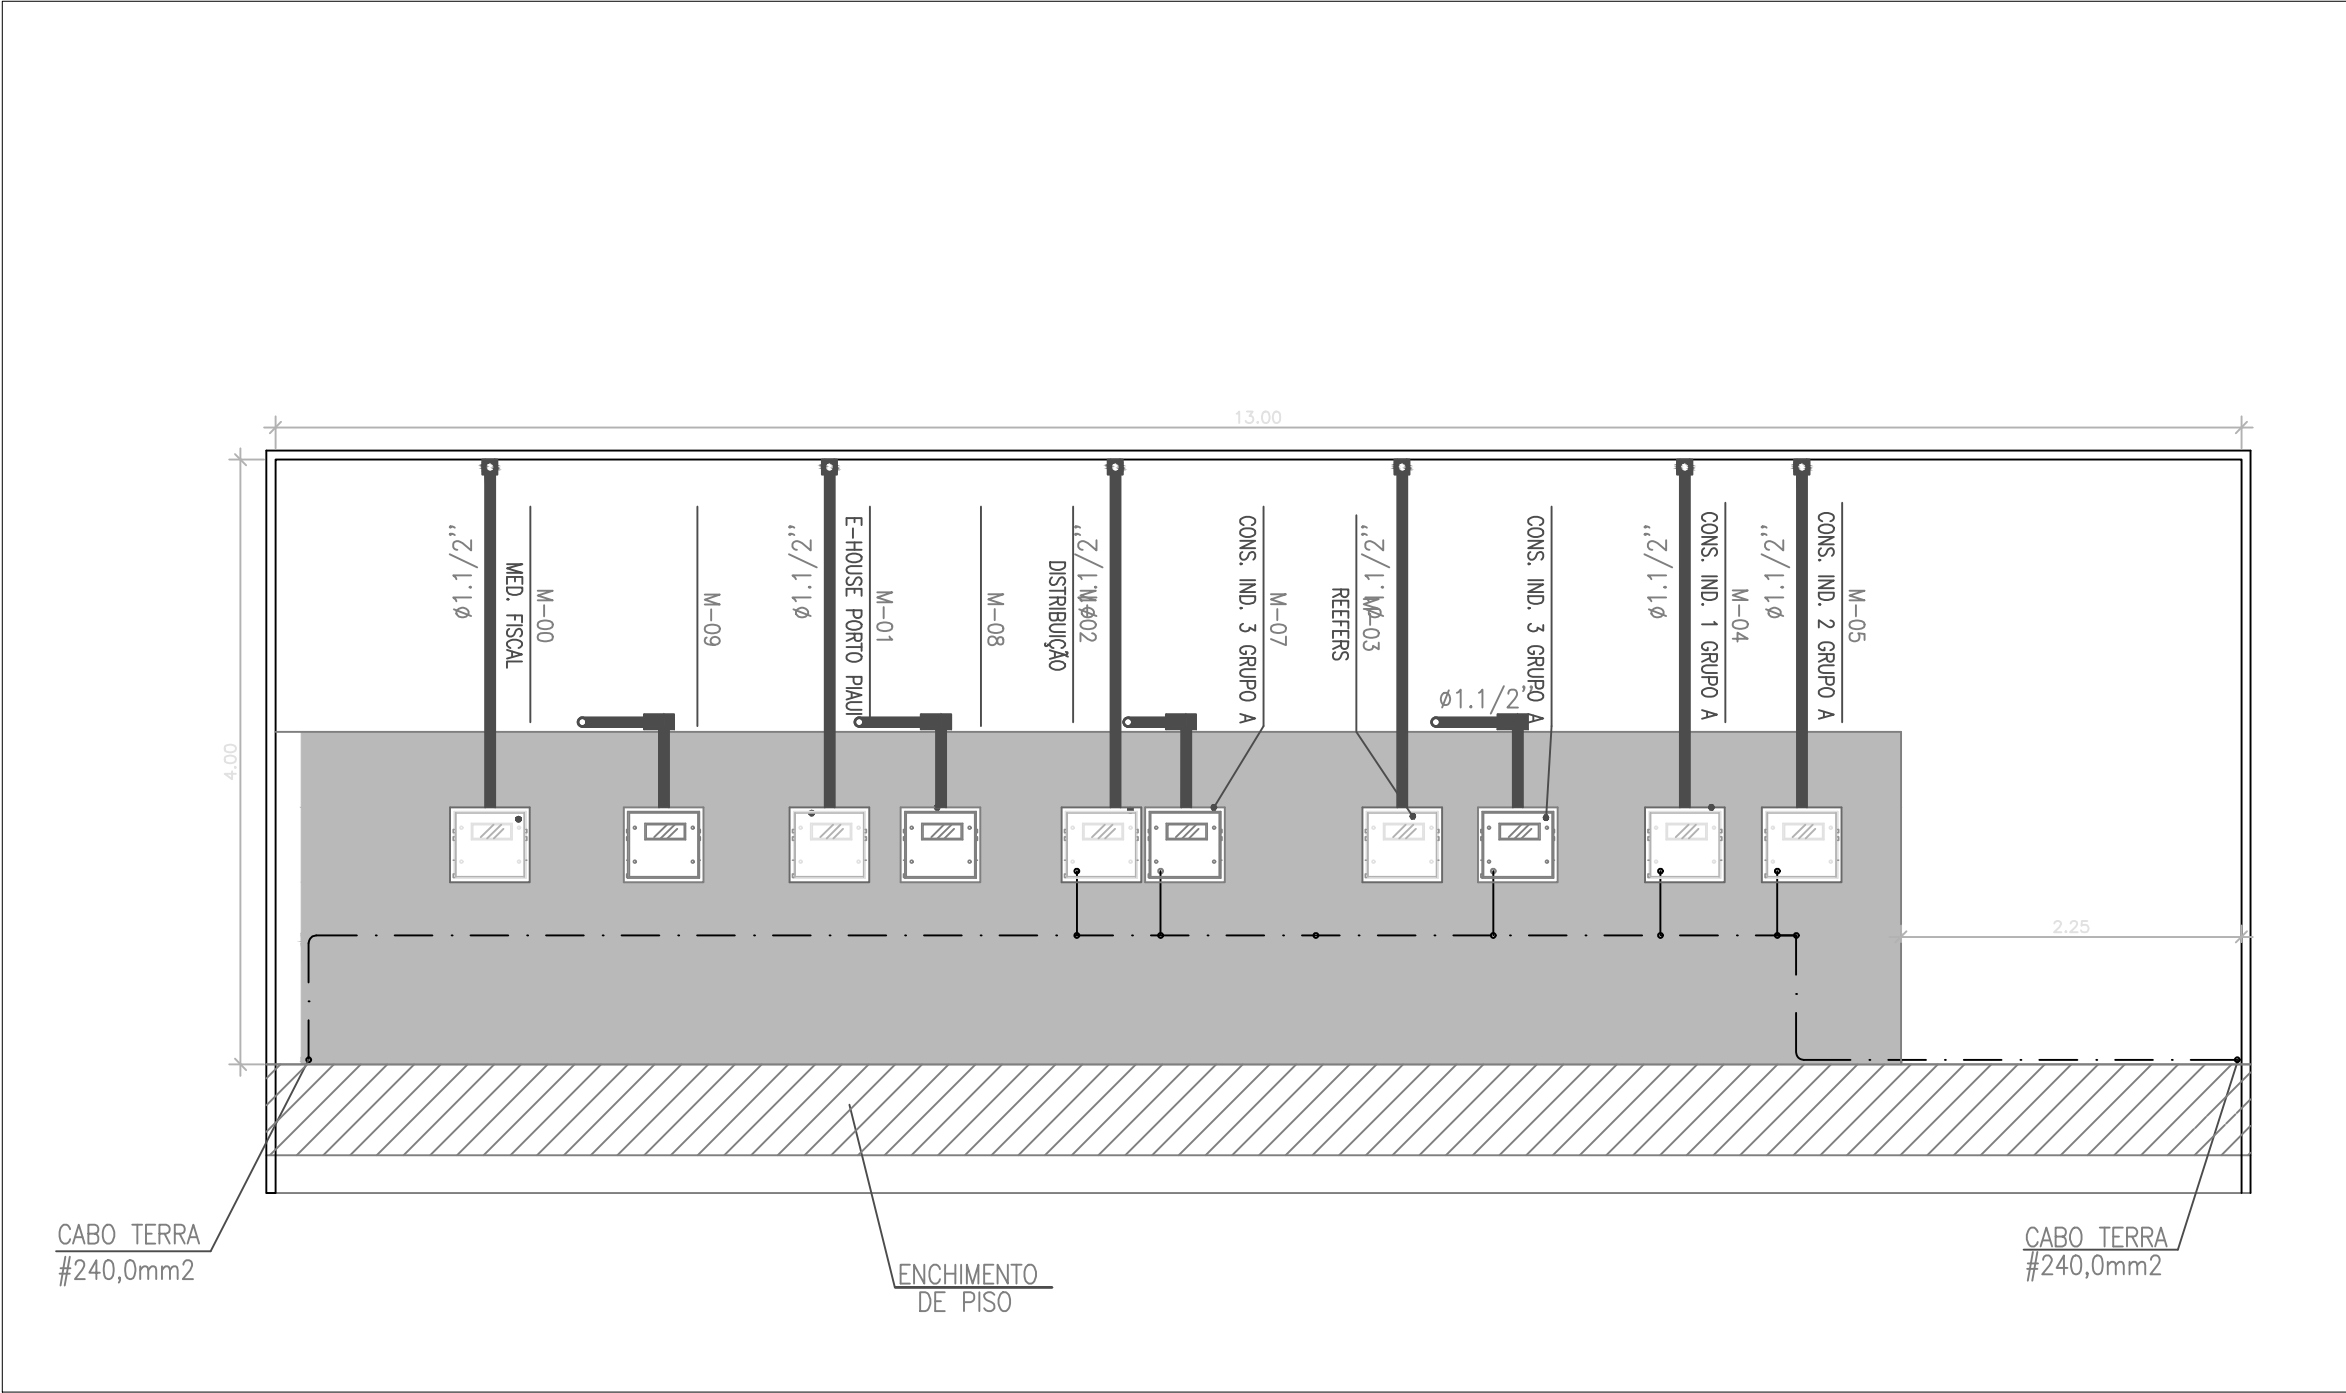 13.00
4.00
ø1.1/2"
MED. FISCAL
M-00
M-09
ø1.1/2"
E-HOUSE PORTO PIAUI
M-01
M-08
DISTRIBUIÇÃO
M-02
ø1.1/2"
CONS. IND. 3 GRUPO A
M-07
REEFERS
M-03
ø1.1/2"
ø1.1/2"
CONS. IND. 3 GRUPO A
ø1.1/2"
CONS. IND. 1 GRUPO A
M-04
ø1.1/2"
CONS. IND. 2 GRUPO A
M-05
2.25
CABO TERRA
#240,0mm2
ENCHIMENTO
DE PISO
CABO TERRA
#240,0mm2